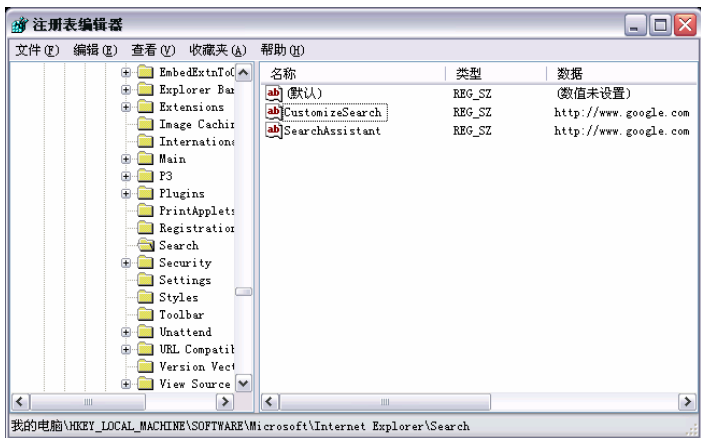 注册表编辑器
文件(F) 编辑(E) 查看(V) 收藏夹(A) 帮助(H)
EmbedExtnToC
Explorer Bar
Extensions
Image Cachin
Internationa
Main
P3
Plugins
PrintApplets
Registration
Search
Security
Settings
Styles
Toolbar
Unattend
URL Compatib
Version Vect
View Source
名称 类型 数据
(默认) REG_SZ (数值未设置)
CustomizeSearch REG_SZ http://www.google.com
SearchAssistant REG_SZ http://www.google.com
我的电脑\HKEY_LOCAL_MACHINE\SOFTWARE\Microsoft\Internet Explorer\Search